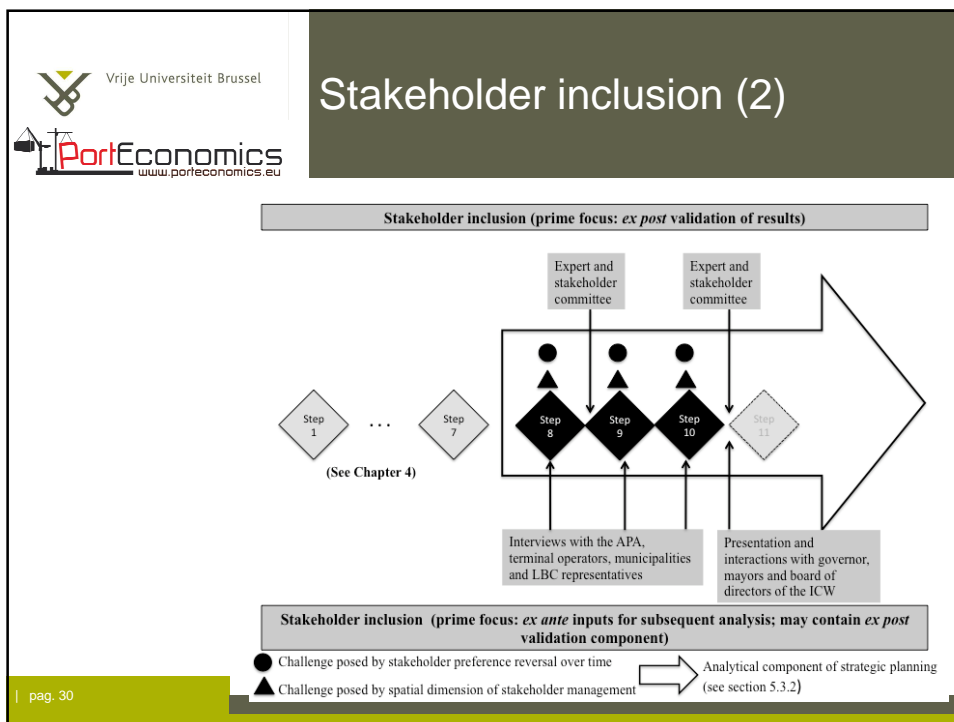 Vrije Universiteit Brussel
PortEconomics
www.porteconomics.eu
Stakeholder inclusion (2)
Stakeholder inclusion (prime focus: ex post validation of results)
Expert and
stakeholder
committee
Expert and
stakeholder
committee
Step
1
...
Step
7
Step
8
Step
9
Step
10
Step
11
(See Chapter 4)
Interviews with the APA,
terminal operators, municipalities
and LBC representatives
Presentation and
interactions with governor,
mayors and board of
directors of the ICW
Stakeholder inclusion (prime focus: ex ante inputs for subsequent analysis; may contain ex post
validation component)
Challenge posed by stakeholder preference reversal over time
Challenge posed by spatial dimension of stakeholder management
Analytical component of strategic planning
(see section 5.3.2)
| pag. 30